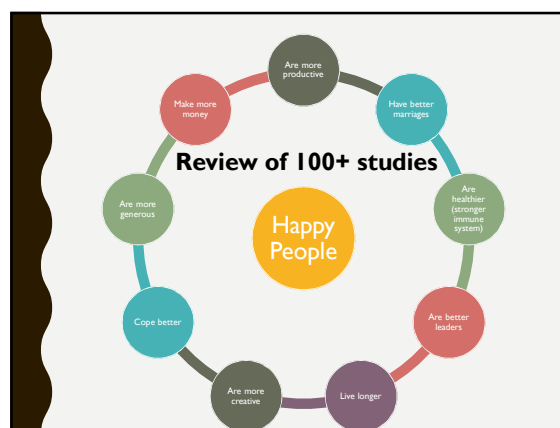 Are more
productive
Have better
marriages
Are
healthier
(stronger
immune
system)
Are better
leaders
Live longer
Are more
creative
Cope better
Are more
generous
Make more
money
Review of 100+ studies
Happy
People